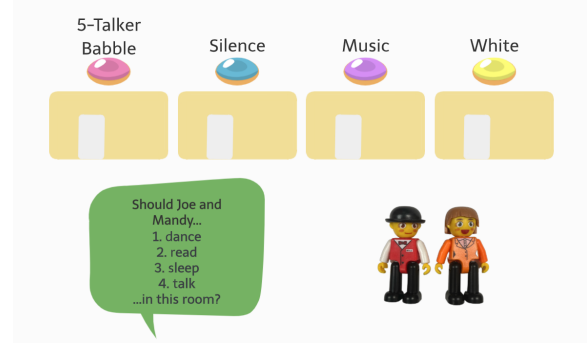 5-Talker
Babble
Silence
Music
White
Should Joe and
Mandy...
1. dance
2. read
3. sleep
4. talk
...in this room?